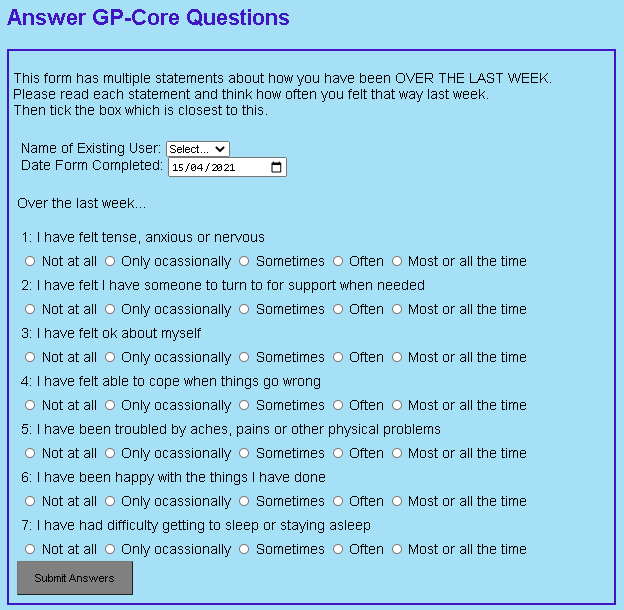 Answer GP-Core Questions
This form has multiple statements about how you have been OVER THE LAST WEEK.
Please read each statement and think how often you felt that way last week.
Then tick the box which is closest to this.
Name of Existing User: Select...
Date Form Completed: 15/04/2021
Over the last week...
1: I have felt tense, anxious or nervous
Not at all Only ocassionally Sometimes Often Most or all the time
2: I have felt I have someone to turn to for support when needed
Not at all Only ocassionally Sometimes Often Most or all the time
3: I have felt ok about myself
Not at all Only ocassionally Sometimes Often Most or all the time
4: I have felt able to cope when things go wrong
Not at all Only ocassionally Sometimes Often Most or all the time
5: I have been troubled by aches, pains or other physical problems
Not at all Only ocassionally Sometimes Often Most or all the time
6: I have been happy with the things I have done
Not at all Only ocassionally Sometimes Often Most or all the time
7: I have had difficulty getting to sleep or staying asleep
Not at all Only ocassionally Sometimes Often Most or all the time
Submit Answers